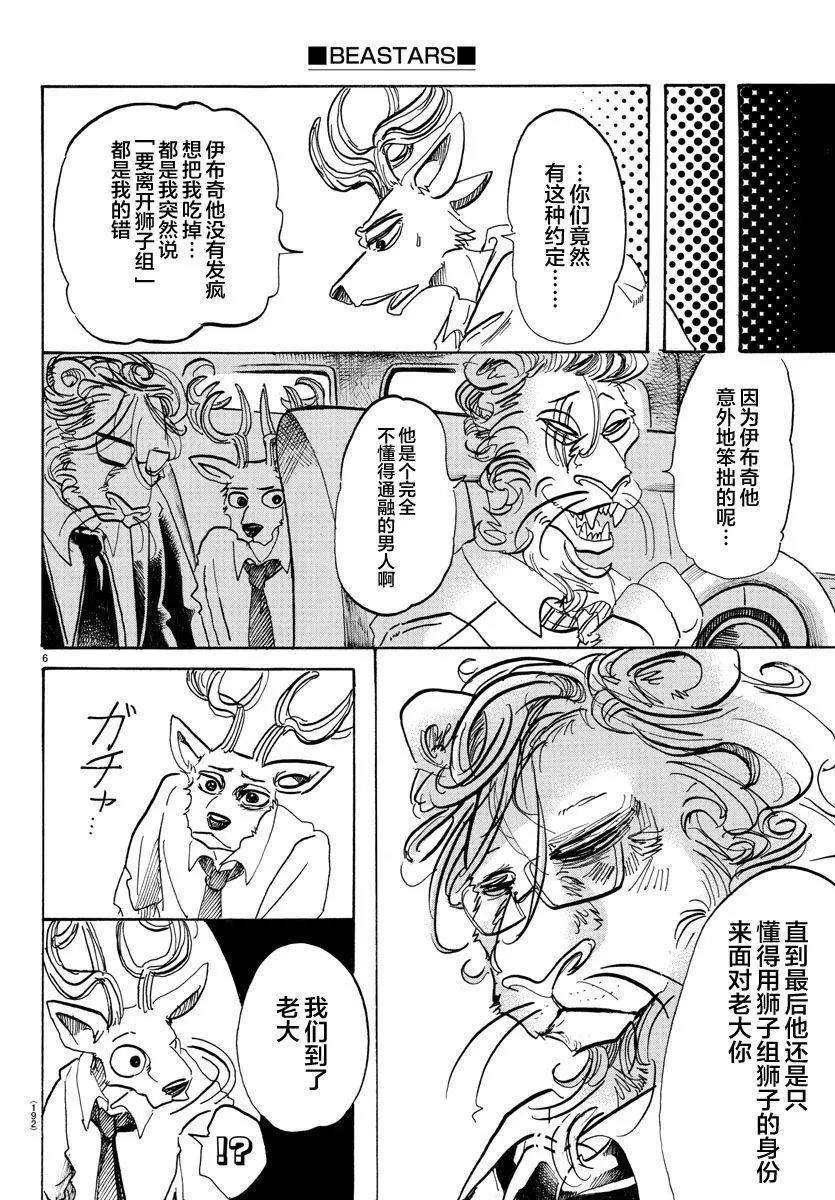 ■BEASTARS■
…你们竟然
有这种约定……
伊布奇他没有发疯
想把我吃掉…
都是我突然说
「要离开狮子组」
都是我的错
因为伊布奇他
意外地笨拙的呢…
他是个完全
不懂得通融的男人啊
6
直到最后他还是只
懂得用狮子组狮子的身份
来面对老大你
ガチャ…
我们到了
老大
!?
(192)